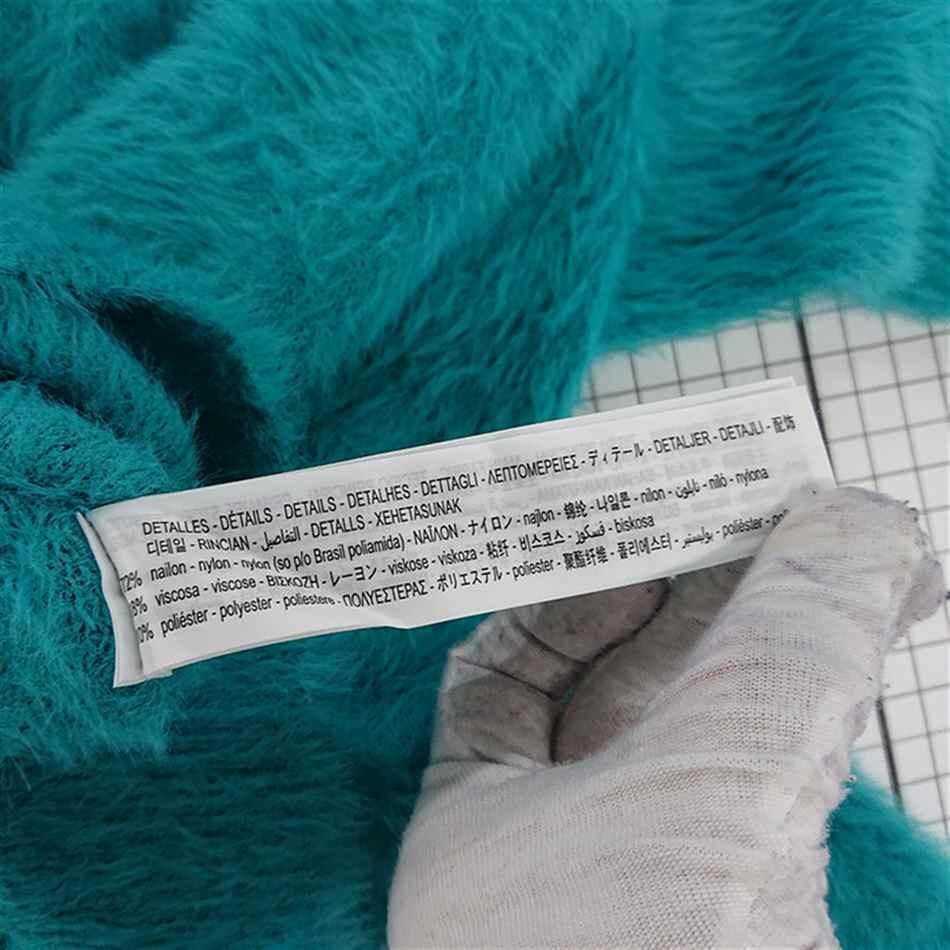 DETALLES - DÉTAILS - DETAILS - DETALHES - DETTAGLI - ΛΕΠΤΟΜΕΡΕΙΕΣ - ディテール - DETALJER - DETAJLI - 配饰
디테일 - RINCIAN - التفاصيل - DETALLS - XEHETASUNAK
72% nailon - nylon - nylon (so p/o Brasil poliamida) - ΝΑΪΛΟΝ - ナイロン - najlon - 锦纶 - 나일론 - nilon - نايلون - niló - nylona
% viscosa - viscose - ΒΙΣΚΟΖΗ - レーヨン - viskose - viskoza - 粘纤 - 비스코스 - فسكوز - biskosa
% poliéster - polyester - poliestere - ΠΟΛΥΕΣΤΕΡΑΣ - ポリエステル - poliester - 聚酯纤维 - 폴리에스터 - بوليستير - poliéster -